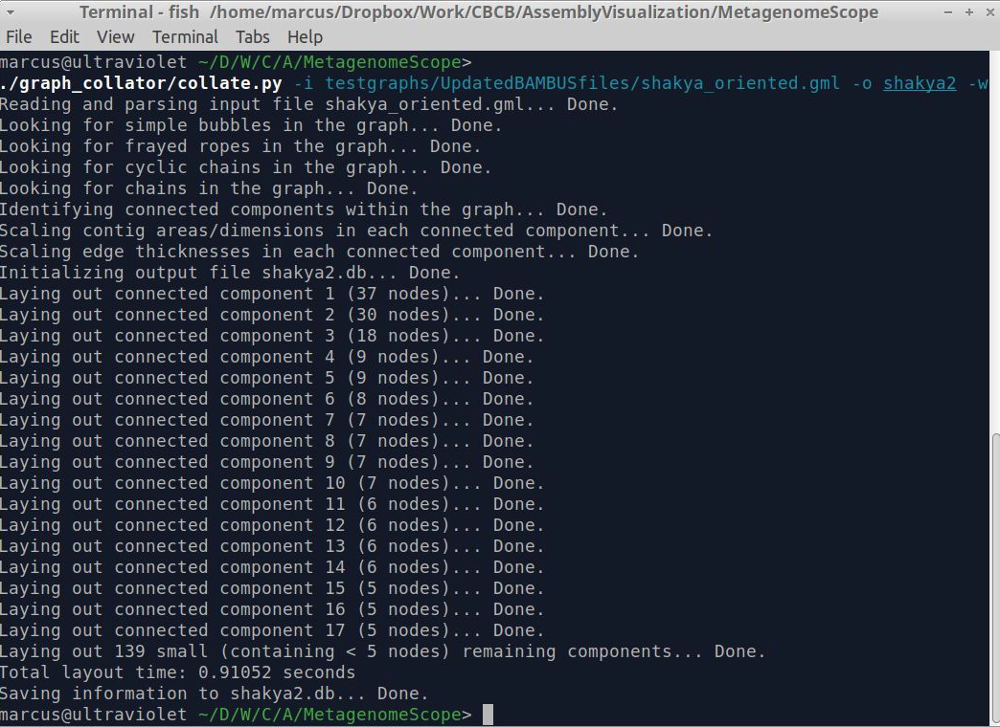 Terminal - fish /home/marcus/Dropbox/Work/CBCB/AssemblyVisualization/MetagenomeScope
File Edit View Terminal Tabs Help
marcus@ultraviolet ~/D/W/C/A/MetagenomeScope>
./graph_collator/collate.py -i testgraphs/UpdatedBAMBUSfiles/shakya_oriented.gml -o shakya2 -w
Reading and parsing input file shakya_oriented.gml... Done.
Looking for simple bubbles in the graph... Done.
Looking for frayed ropes in the graph... Done.
Looking for cyclic chains in the graph... Done.
Looking for chains in the graph... Done.
Identifying connected components within the graph... Done.
Scaling contig areas/dimensions in each connected component... Done.
Scaling edge thicknesses in each connected component... Done.
Initializing output file shakya2.db... Done.
Laying out connected component 1 (37 nodes)... Done.
Laying out connected component 2 (30 nodes)... Done.
Laying out connected component 3 (18 nodes)... Done.
Laying out connected component 4 (9 nodes)... Done.
Laying out connected component 5 (9 nodes)... Done.
Laying out connected component 6 (8 nodes)... Done.
Laying out connected component 7 (7 nodes)... Done.
Laying out connected component 8 (7 nodes)... Done.
Laying out connected component 9 (7 nodes)... Done.
Laying out connected component 10 (7 nodes)... Done.
Laying out connected component 11 (6 nodes)... Done.
Laying out connected component 12 (6 nodes)... Done.
Laying out connected component 13 (6 nodes)... Done.
Laying out connected component 14 (6 nodes)... Done.
Laying out connected component 15 (5 nodes)... Done.
Laying out connected component 16 (5 nodes)... Done.
Laying out connected component 17 (5 nodes)... Done.
Laying out 139 small (containing < 5 nodes) remaining components... Done.
Total layout time: 0.91052 seconds
Saving information to shakya2.db... Done.
marcus@ultraviolet ~/D/W/C/A/MetagenomeScope>